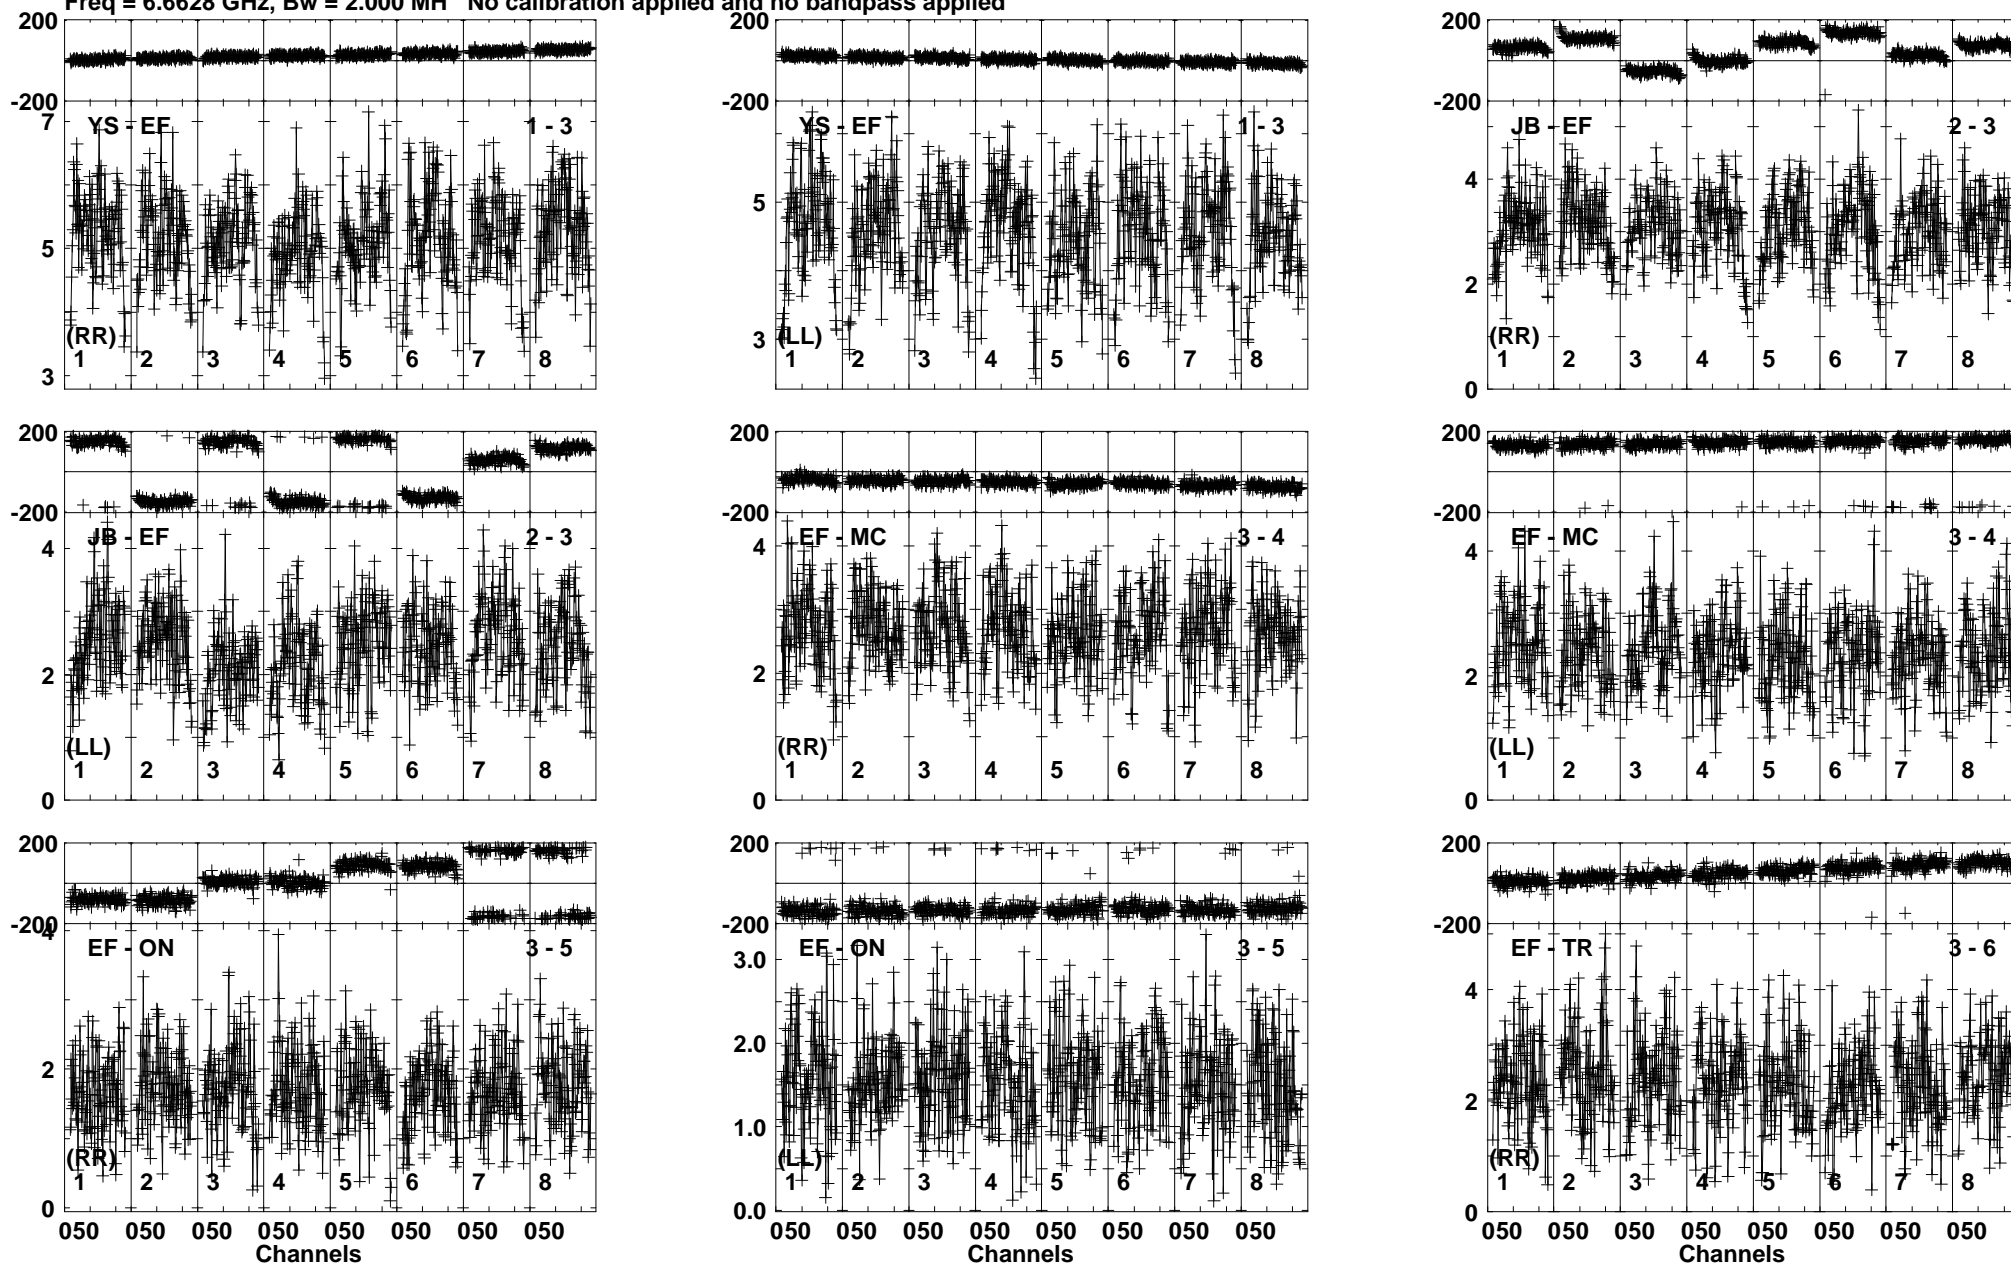 Freq = 6.6628 GHz, Bw = 2.000 MH No calibration applied and no bandpass applied
200
-200
7
5
3
YS - EF 1 - 3
(RR)
1 2 3 4 5 6 7 8
200
-200
5
3
YS - EF 1 - 3
(LL)
1 2 3 4 5 6 7 8
200
-200
4
2
0
JB - EF 2 - 3
(RR)
1 2 3 4 5 6 7 8
200
-200
4
2
0
JB - EF 2 - 3
(LL)
1 2 3 4 5 6 7 8
200
-200
4
2
0
EF - MC 3 - 4
(RR)
1 2 3 4 5 6 7 8
200
-200
4
2
0
EF - MC 3 - 4
(LL)
1 2 3 4 5 6 7 8
200
-200
4
2
0
EF - ON 3 - 5
(RR)
1 2 3 4 5 6 7 8
050 050 050 050 050 050 050 050
Channels
200
-200
3.0
2.0
1.0
0.0
EF - ON 3 - 5
(LL)
1 2 3 4 5 6 7 8
050 050 050 050 050 050 050 050
Channels
200
-200
4
2
0
EF - TR 3 - 6
(RR)
1 2 3 4 5 6 7 8
050 050 050 050 050 050 050 050
Channels